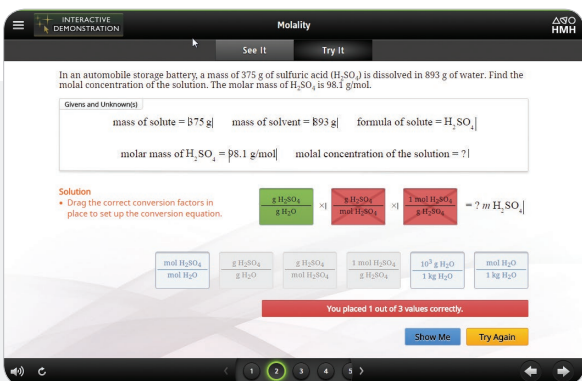 INTERACTIVE
DEMONSTRATION
Molality
HMH
See It
Try It
In an automobile storage battery, a mass of 375 g of sulfuric acid (H₂SO₄) is dissolved in 893 g of water. Find the
molal concentration of the solution. The molar mass of H₂SO₄ is 98.1 g/mol.
Givens and Unknown(s)
mass of solute = 375 g mass of solvent = 893 g formula of solute = H₂SO₄
molar mass of H₂SO₄ = 98.1 g/mol molal concentration of the solution = ?
Solution
• Drag the correct conversion factors in
place to set up the conversion equation.
g H₂SO₄ / g H₂O × g H₂SO₄ / mol H₂SO₄ × 1 mol H₂SO₄ / g H₂SO₄ = ? m H₂SO₄
mol H₂SO₄ / mol H₂O
g H₂SO₄ / g H₂O
g H₂SO₄ / mol H₂SO₄
1 mol H₂SO₄ / g H₂SO₄
10³ g H₂O / 1 kg H₂O
mol H₂O / 1 kg H₂O
You placed 1 out of 3 values correctly.
Show Me
Try Again
1 2 3 4 5